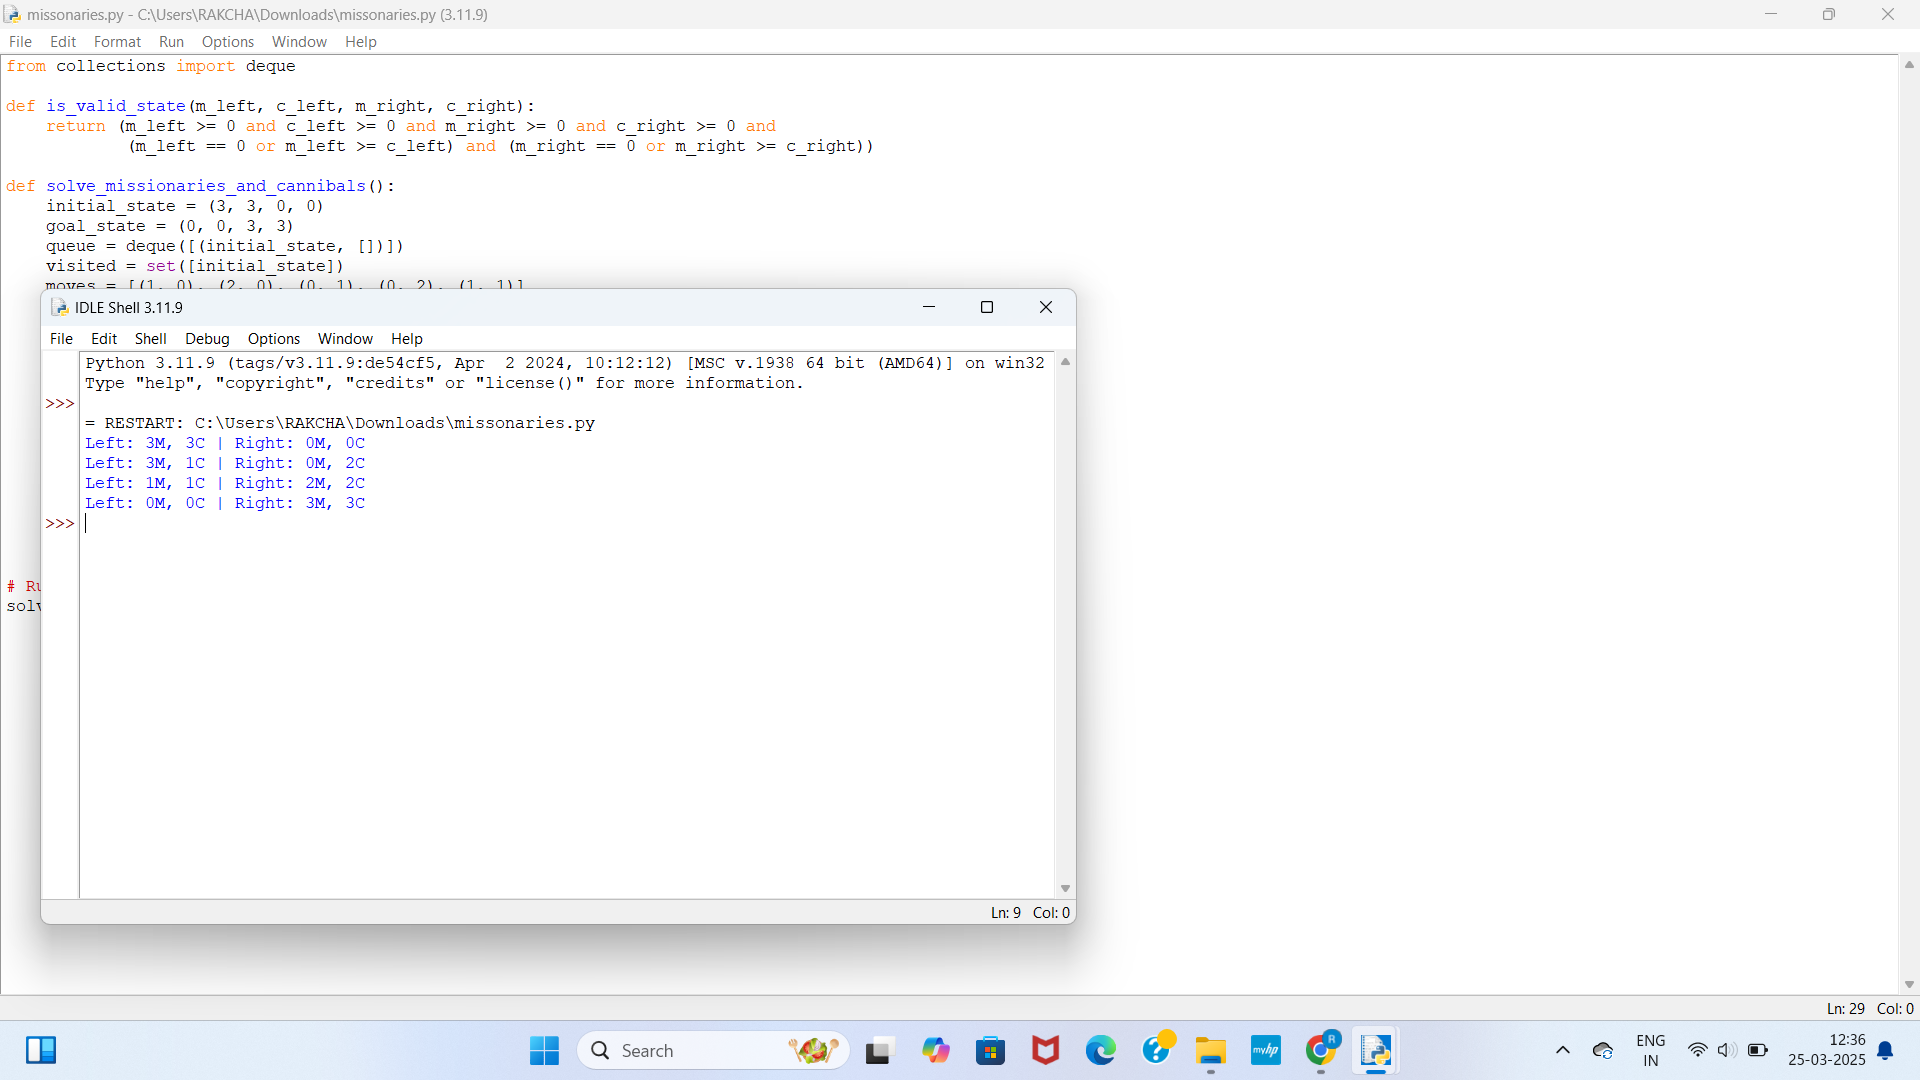 missonaries.py - C:\Users\RAKCHA\Downloads\missonaries.py (3.11.9)
File Edit Format Run Options Window Help
from collections import deque
def is_valid_state(m_left, c_left, m_right, c_right):
    return (m_left >= 0 and c_left >= 0 and m_right >= 0 and c_right >= 0 and
            (m_left == 0 or m_left >= c_left) and (m_right == 0 or m_right >= c_right))
def solve_missionaries_and_cannibals():
    initial_state = (3, 3, 0, 0)
    goal_state = (0, 0, 3, 3)
    queue = deque([(initial_state, [])])
    visited = set([initial_state])
    moves = [(1, 0), (2, 0), (0, 1), (0, 2), (1, 1)]
IDLE Shell 3.11.9
File Edit Shell Debug Options Window Help
Python 3.11.9 (tags/v3.11.9:de54cf5, Apr  2 2024, 10:12:12) [MSC v.1938 64 bit (AMD64)] on win32
Type "help", "copyright", "credits" or "license()" for more information.
>>>
= RESTART: C:\Users\RAKCHA\Downloads\missonaries.py
Left: 3M, 3C | Right: 0M, 0C
Left: 3M, 1C | Right: 0M, 2C
Left: 1M, 1C | Right: 2M, 2C
Left: 0M, 0C | Right: 3M, 3C
>>>
#
Ln: 9 Col: 0
Ln: 29 Col: 0
Search
myhp
R
ENG
IN
12:36
25-03-2025